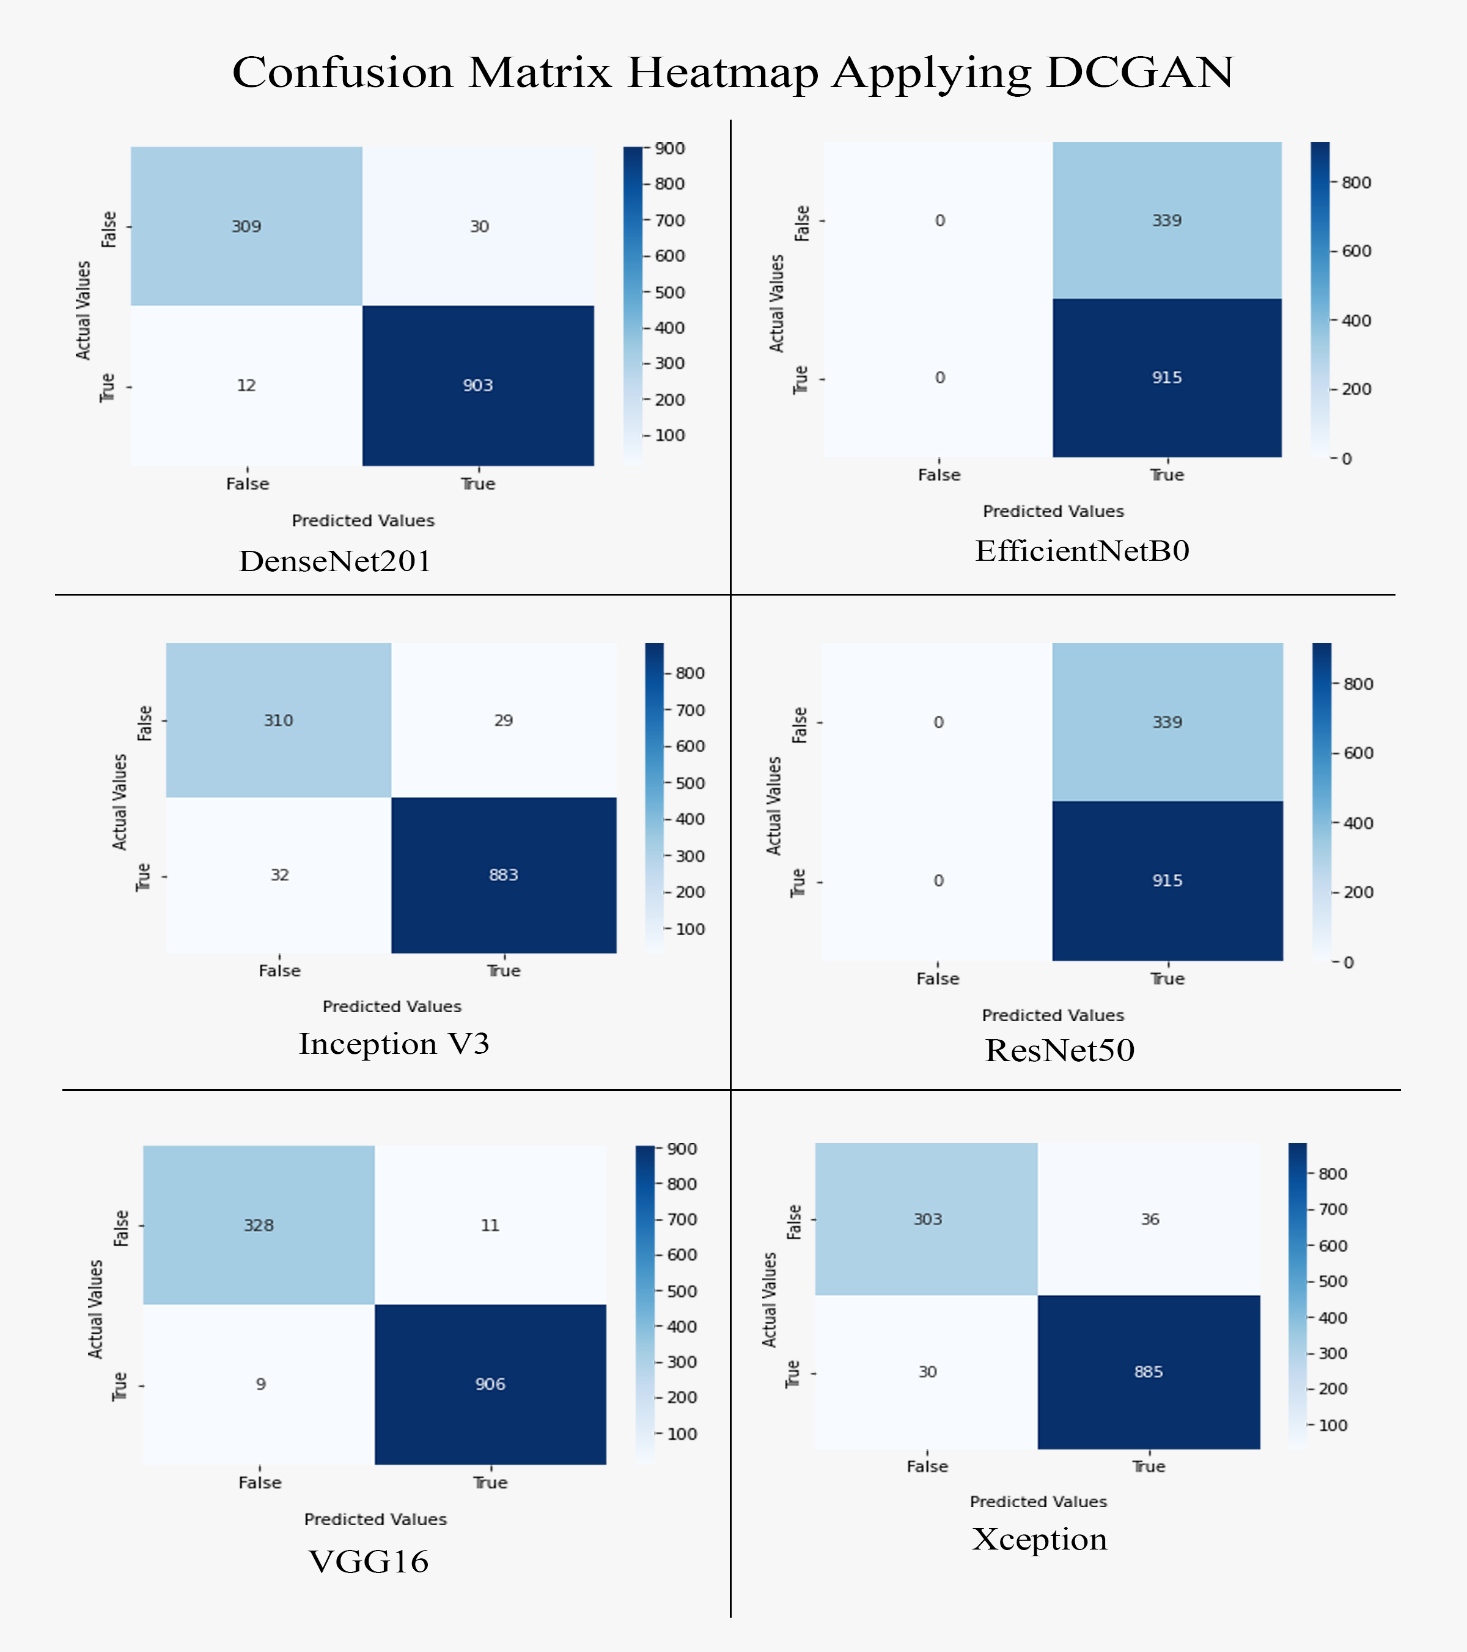 Confusion Matrix Heatmap Applying DCGAN
Actual Values
False
True
309
30
12
903
False
True
Predicted Values
900
800
700
600
500
400
300
200
100
DenseNet201
Actual Values
False
True
0
339
0
915
False
True
Predicted Values
800
600
400
200
0
EfficientNetB0
Actual Values
False
True
310
29
32
883
False
True
Predicted Values
800
700
600
500
400
300
200
100
Inception V3
Actual Values
False
True
0
339
0
915
False
True
Predicted Values
800
600
400
200
0
ResNet50
Actual Values
False
True
328
11
9
906
False
True
Predicted Values
900
800
700
600
500
400
300
200
100
VGG16
Actual Values
False
True
303
36
30
885
False
True
Predicted Values
800
700
600
500
400
300
200
100
Xception